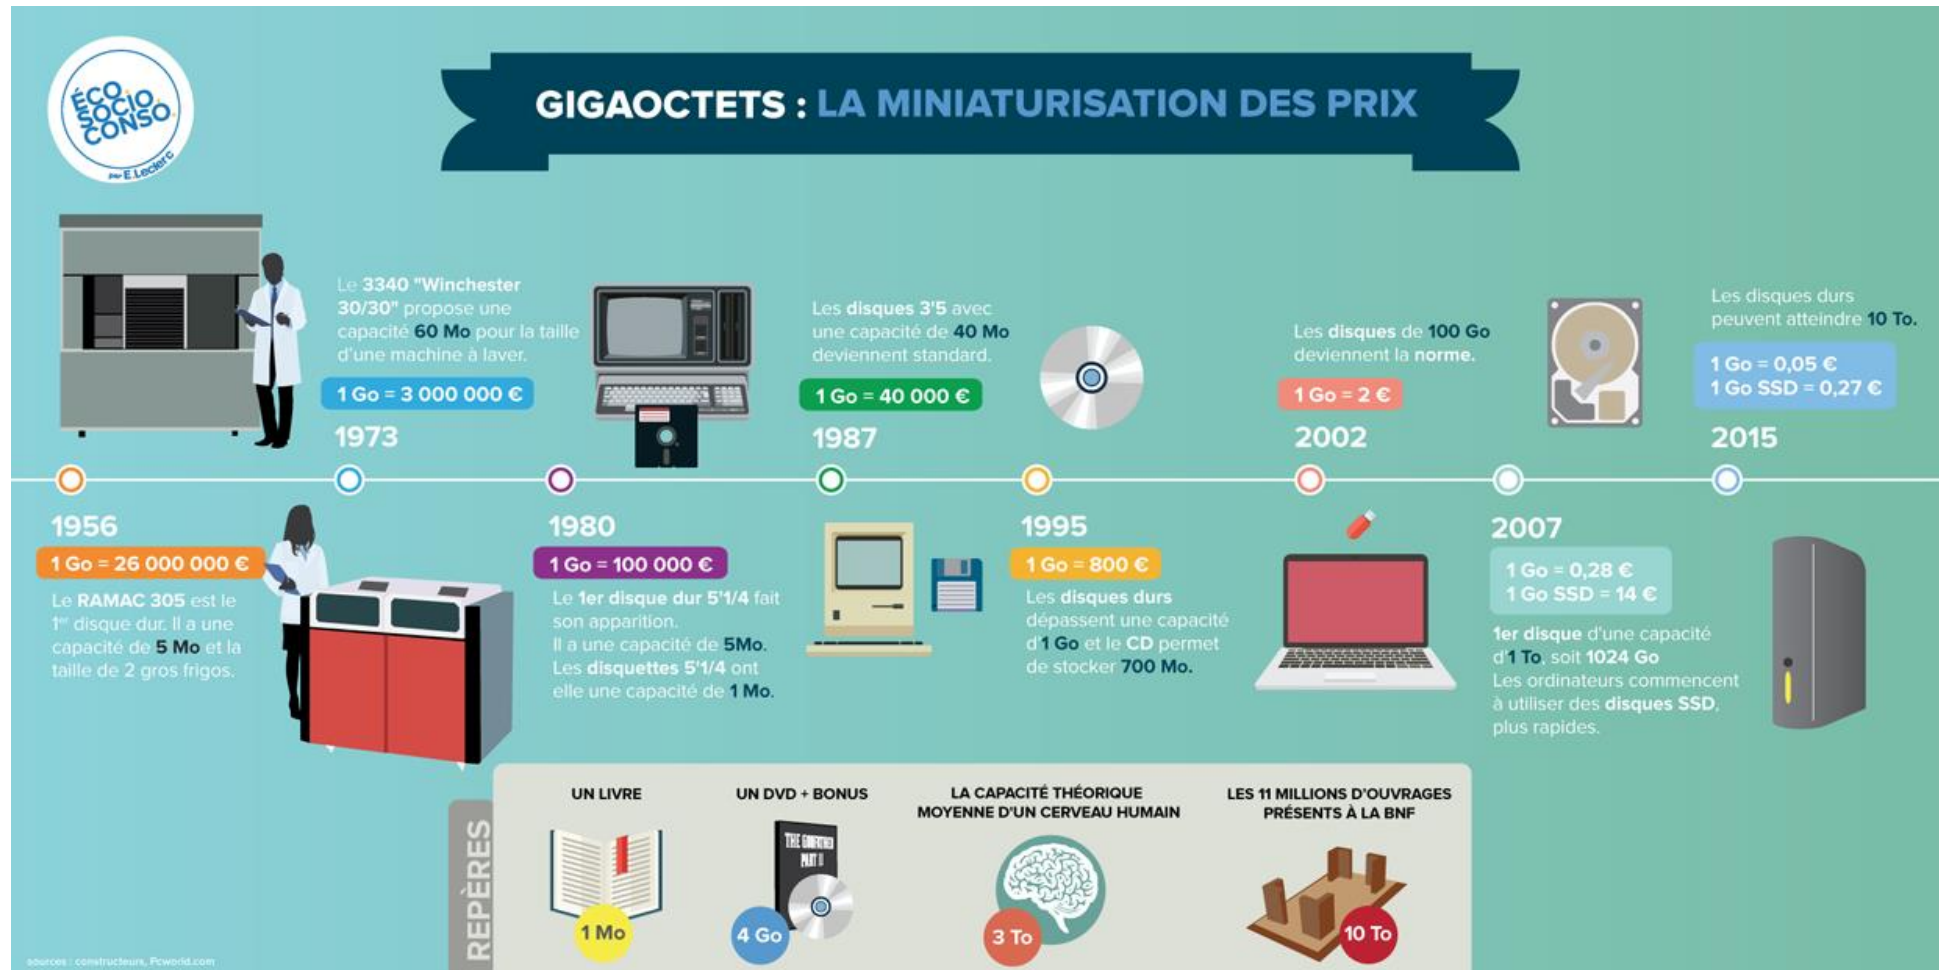 ÉCO.
SOCIO.
CONSO.
par E.Leclerc
GIGAOCTETS : LA MINIATURISATION DES PRIX
1956
1 Go = 26 000 000 €
Le RAMAC 305 est le
1er disque dur. Il a une
capacité de 5 Mo et la
taille de 2 gros frigos.
Le 3340 "Winchester
30/30" propose une
capacité 60 Mo pour la taille
d'une machine à laver.
1 Go = 3 000 000 €
1973
1980
1 Go = 100 000 €
Le 1er disque dur 5'1/4 fait
son apparition.
Il a une capacité de 5Mo.
Les disquettes 5'1/4 ont
elle une capacité de 1 Mo.
Les disques 3'5 avec
une capacité de 40 Mo
deviennent standard.
1 Go = 40 000 €
1987
1995
1 Go = 800 €
Les disques durs
dépassent une capacité
d'1 Go et le CD permet
de stocker 700 Mo.
Les disques de 100 Go
deviennent la norme.
1 Go = 2 €
2002
2007
1 Go = 0,28 €
1 Go SSD = 14 €
1er disque d'une capacité
d'1 To, soit 1024 Go
Les ordinateurs commencent
à utiliser des disques SSD,
plus rapides.
Les disques durs
peuvent atteindre 10 To.
1 Go = 0,05 €
1 Go SSD = 0,27 €
2015
REPÈRES
UN LIVRE
1 Mo
UN DVD + BONUS
THE GODFATHER
PART II
4 Go
LA CAPACITÉ THÉORIQUE
MOYENNE D'UN CERVEAU HUMAIN
3 To
LES 11 MILLIONS D'OUVRAGES
PRÉSENTS À LA BNF
10 To
sources : constructeurs, Pcworld.com